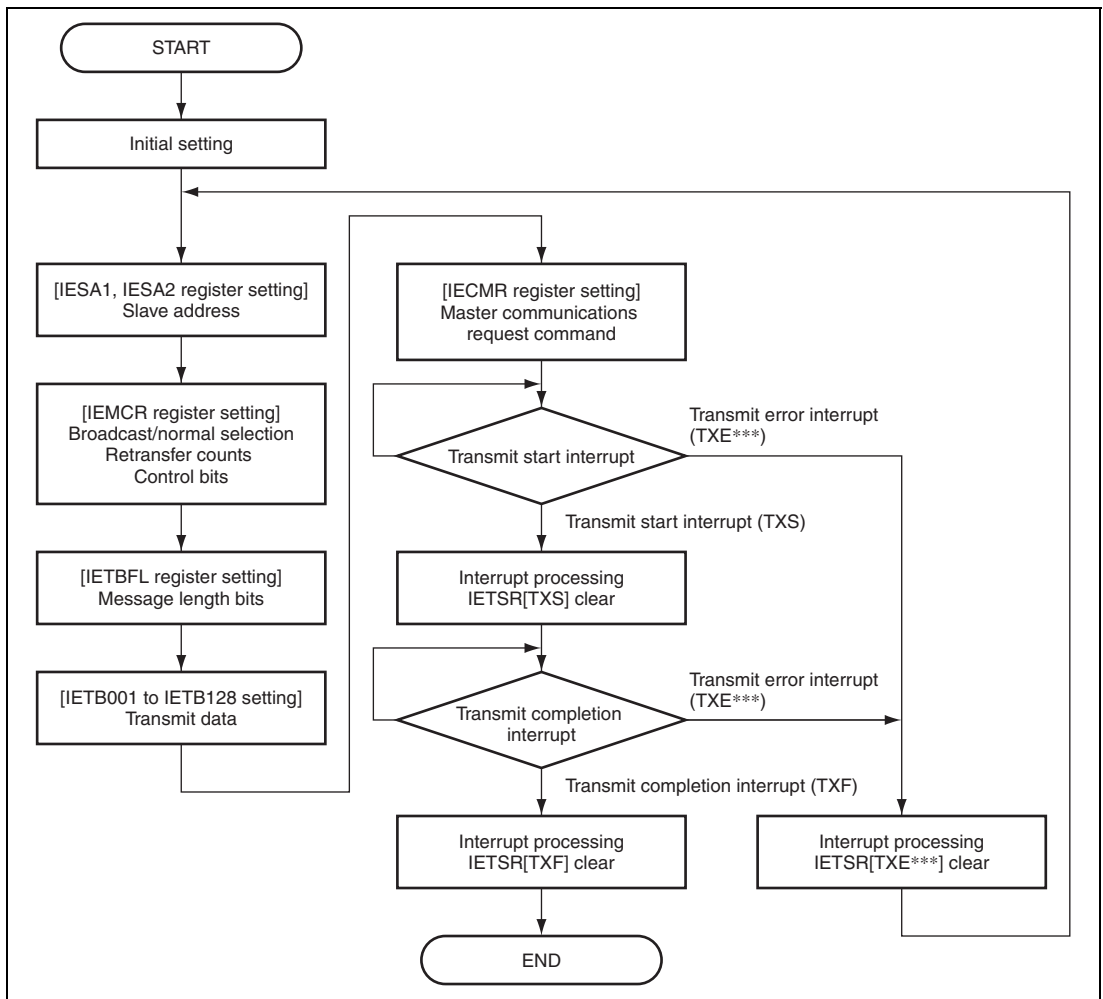 START
Initial setting
[IESA1, IESA2 register setting]
Slave address
[IEMCR register setting]
Broadcast/normal selection
Retransfer counts
Control bits
[IETBFL register setting]
Message length bits
[IETB001 to IETB128 setting]
Transmit data
[IECMR register setting]
Master communications
request command
Transmit start interrupt
Transmit error interrupt
(TXE***)
Transmit start interrupt (TXS)
Interrupt processing
IETSR[TXS] clear
Transmit completion
interrupt
Transmit error interrupt
(TXE***)
Transmit completion interrupt (TXF)
Interrupt processing
IETSR[TXF] clear
Interrupt processing
IETSR[TXE***] clear
END